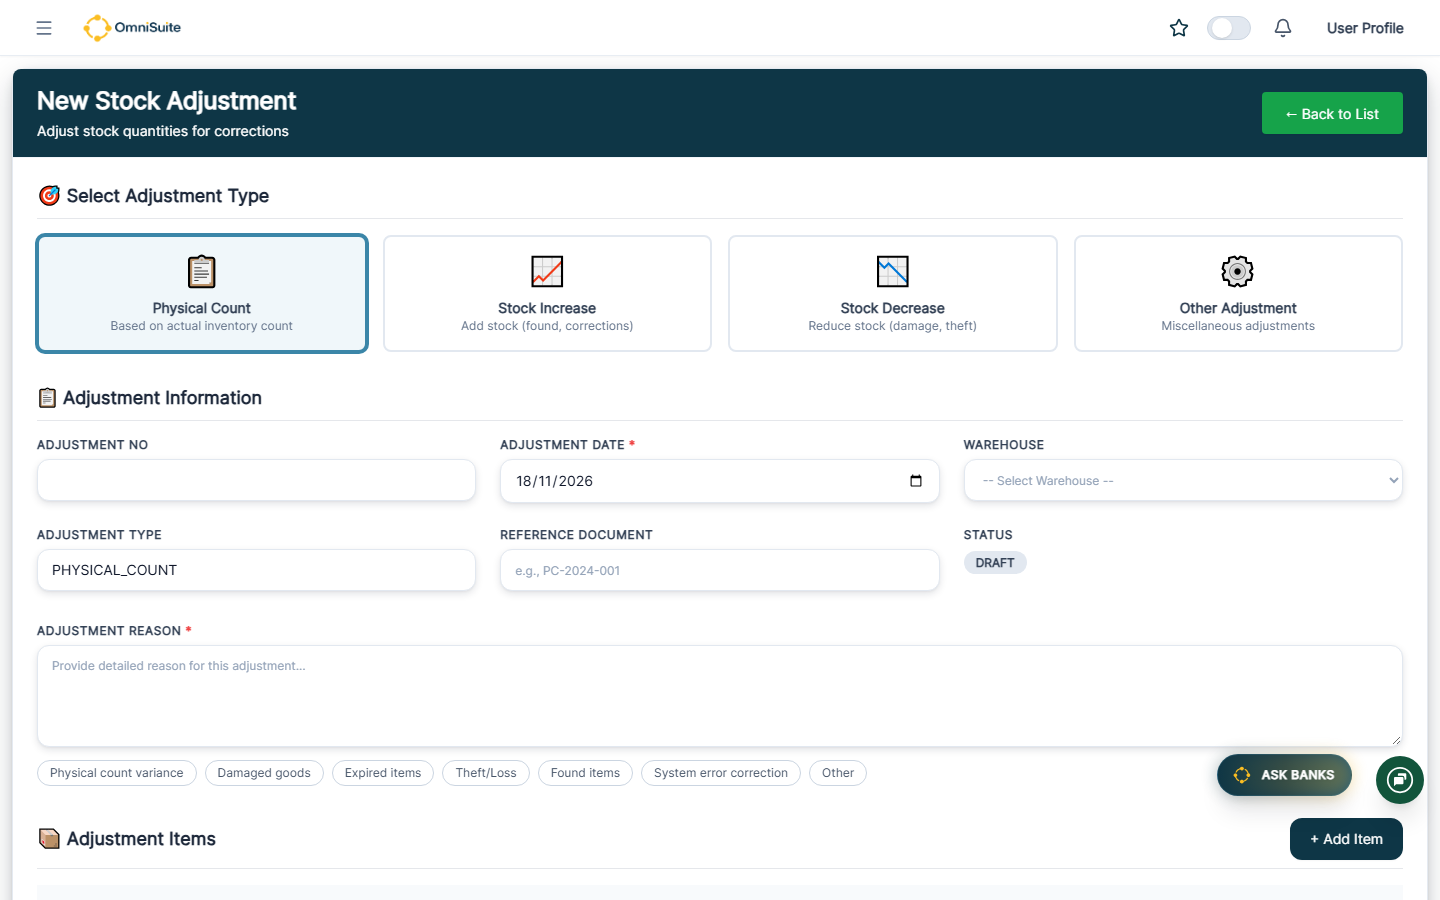 OmniSuite
User Profile
New Stock Adjustment
Adjust stock quantities for corrections
← Back to List
Select Adjustment Type
Physical Count
Based on actual inventory count
Stock Increase
Add stock (found, corrections)
Stock Decrease
Reduce stock (damage, theft)
Other Adjustment
Miscellaneous adjustments
Adjustment Information
ADJUSTMENT NO
ADJUSTMENT DATE *
18/11/2026
WAREHOUSE
-- Select Warehouse --
ADJUSTMENT TYPE
PHYSICAL_COUNT
REFERENCE DOCUMENT
e.g., PC-2024-001
STATUS
DRAFT
ADJUSTMENT REASON *
Provide detailed reason for this adjustment...
Physical count variance
Damaged goods
Expired items
Theft/Loss
Found items
System error correction
Other
ASK BANKS
Adjustment Items
+ Add Item